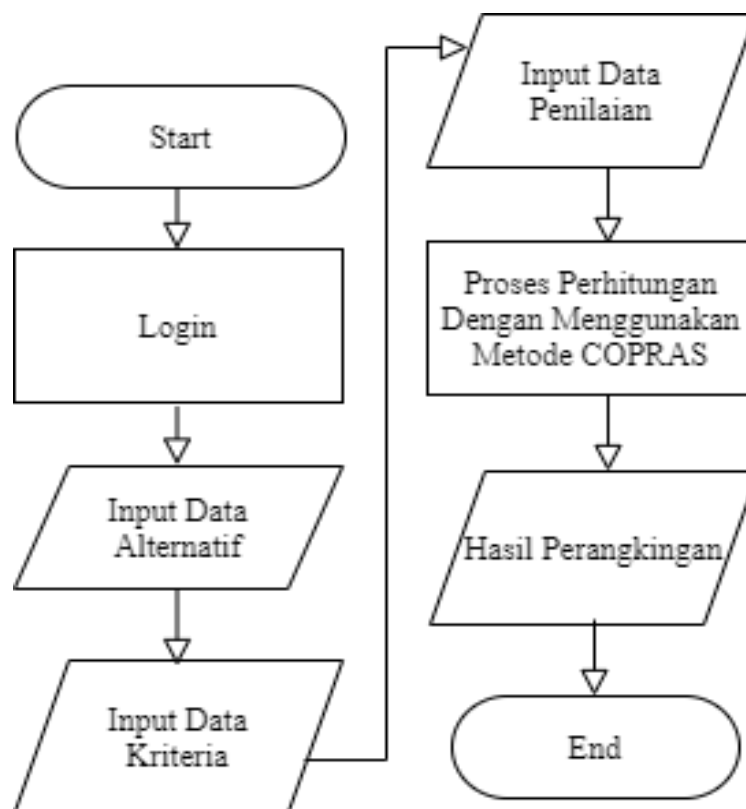 Start
Login
Input Data
Alternatif
Input Data
Kriteria
Input Data
Penilaian
Proses Perhitungan
Dengan Menggunakan
Metode COPRAS
Hasil Perangkingan
End